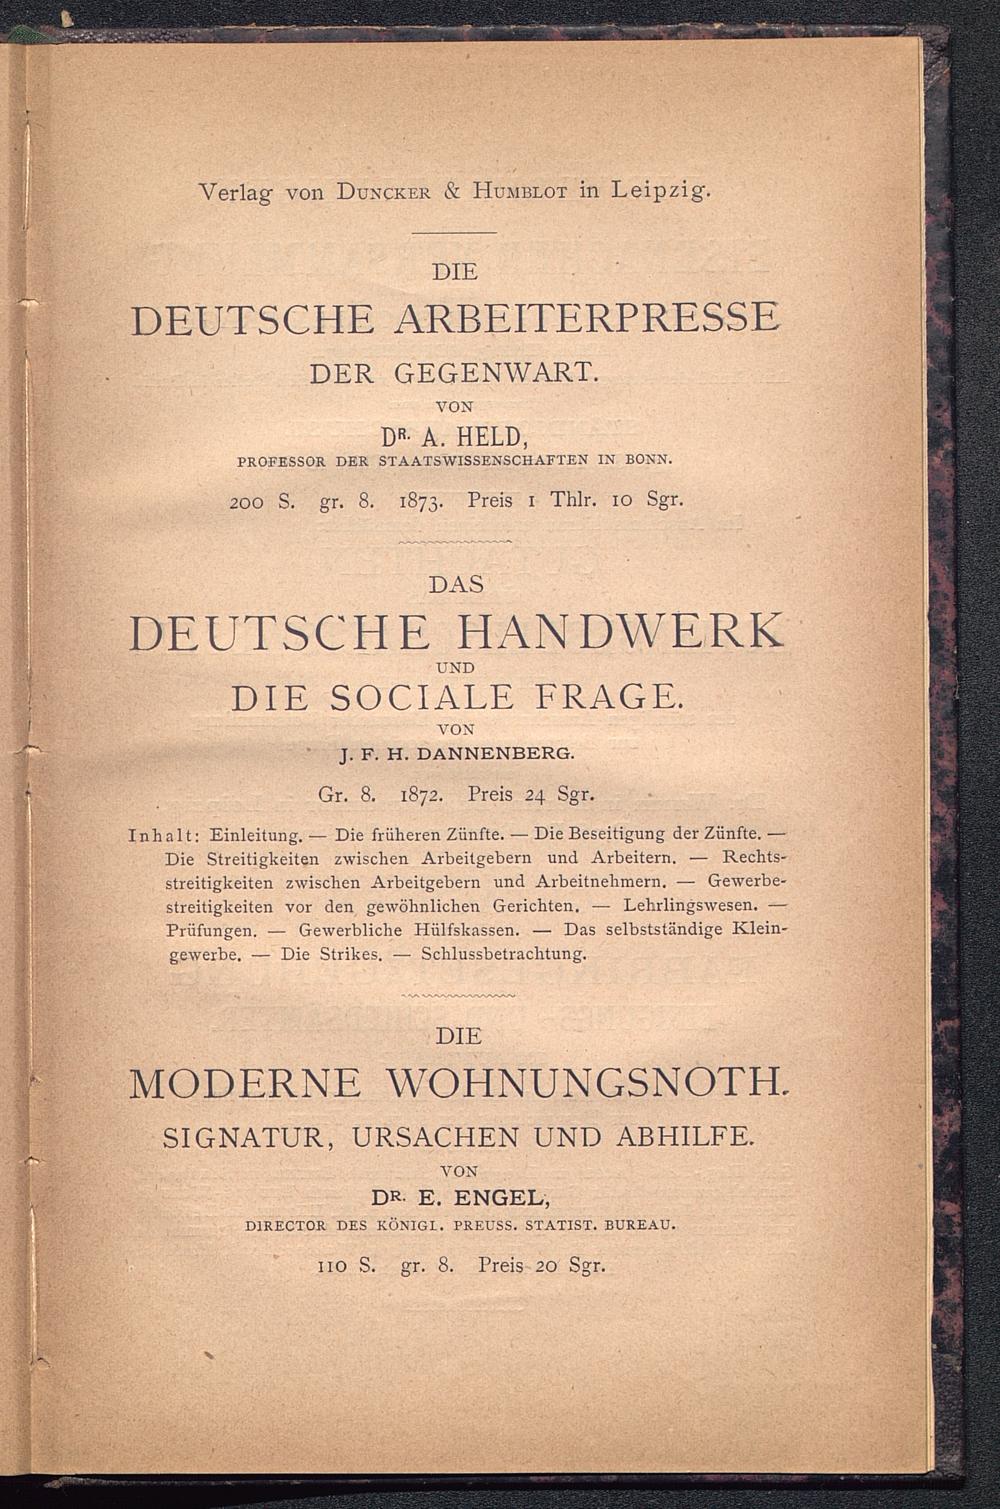 Verlag von Duncker & Humblot in Leipzig.
DIE
DEUTSCHE ARBEITERPRESSE
DER GEGENWART.
VON
DR. A. HELD,
PROFESSOR DER STAATSWISSENSCHAFTEN IN BONN.
200 S. gr. 8. 1873. Preis 1 Thlr. 10 Sgr.
DAS
DEUTSCHE HANDWERK
UND
DIE SOCIALE FRAGE.
VON
J. F. H. DANNENBERG.
Gr. 8. 1872. Preis 24 Sgr.
Inhalt: Einleitung. — Die früheren Zünfte. — Die Beseitigung der Zünfte. —
Die Streitigkeiten zwischen Arbeitgebern und Arbeitern. — Rechts-
streitigkeiten zwischen Arbeitgebern und Arbeitnehmern. — Gewerbe-
streitigkeiten vor den gewöhnlichen Gerichten. — Lehrlingswesen. —
Prüfungen. — Gewerbliche Hülfskassen. — Das selbstständige Klein-
gewerbe. — Die Strikes. — Schlussbetrachtung.
DIE
MODERNE WOHNUNGSNOTH.
SIGNATUR, URSACHEN UND ABHILFE.
VON
DR. E. ENGEL,
DIRECTOR DES KÖNIGL. PREUSS. STATIST. BUREAU.
110 S. gr. 8. Preis 20 Sgr.